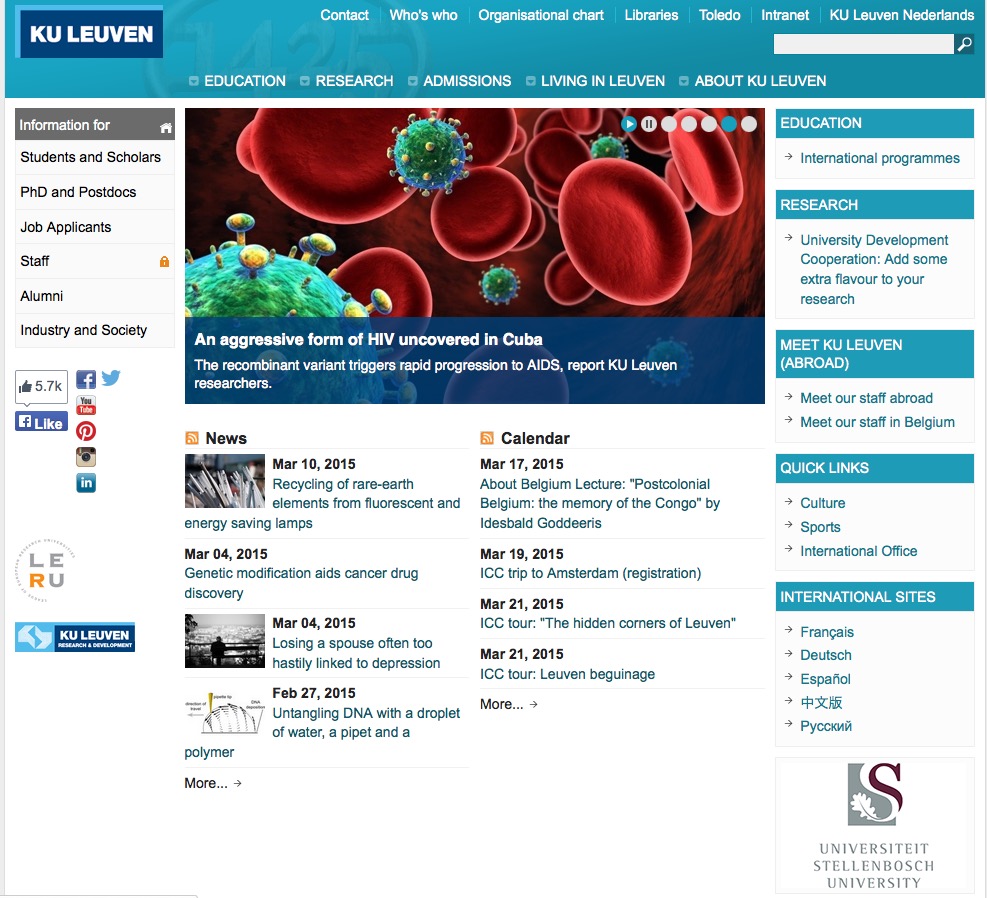 Contact
Who's who
Organisational chart
Libraries
Toledo
Intranet
KU Leuven Nederlands
KU LEUVEN
1425
EDUCATION
RESEARCH
ADMISSIONS
LIVING IN LEUVEN
ABOUT KU LEUVEN
Information for
Students and Scholars
PhD and Postdocs
Job Applicants
Staff
Alumni
Industry and Society
5.7k
Like
You
Tube
in
LE
RU
KU LEUVEN
RESEARCH & DEVELOPMENT
An aggressive form of HIV uncovered in Cuba
The recombinant variant triggers rapid progression to AIDS, report KU Leuven
researchers.
News
Mar 10, 2015
Recycling of rare-earth
elements from fluorescent and
energy saving lamps
Mar 04, 2015
Genetic modification aids cancer drug
discovery
Mar 04, 2015
Losing a spouse often too
hastily linked to depression
Feb 27, 2015
direction of
travel
pipette tip
DNA
deposition
Untangling DNA with a droplet
of water, a pipet and a
polymer
More...
Calendar
Mar 17, 2015
About Belgium Lecture: "Postcolonial
Belgium: the memory of the Congo" by
Idesbald Goddeeris
Mar 19, 2015
ICC trip to Amsterdam (registration)
Mar 21, 2015
ICC tour: "The hidden corners of Leuven"
Mar 21, 2015
ICC tour: Leuven beguinage
More...
EDUCATION
International programmes
RESEARCH
University Development
Cooperation: Add some
extra flavour to your
research
MEET KU LEUVEN
(ABROAD)
Meet our staff abroad
Meet our staff in Belgium
QUICK LINKS
Culture
Sports
International Office
INTERNATIONAL SITES
Français
Deutsch
Español
中文版
Русский
S
UNIVERSITEIT
STELLENBOSCH
UNIVERSITY